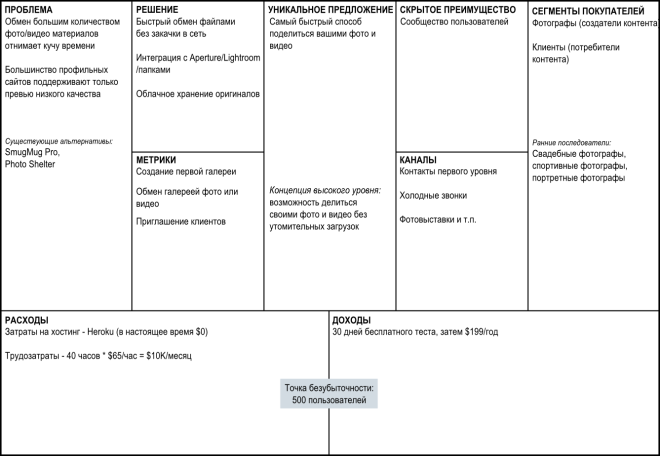 ПРОБЛЕМА
Обмен большим количеством
фото/видео материалов
отнимает кучу времени
Большинство профильных
сайтов поддерживают только
превью низкого качества
Существующие альтернативы:
SmugMug Pro,
Photo Shelter
РЕШЕНИЕ
Быстрый обмен файлами
без закачки в сеть
Интеграция с Aperture/Lightroom
/папками
Облачное хранение оригиналов
МЕТРИКИ
Создание первой галереи
Обмен галереей фото или
видео
Приглашение клиентов
УНИКАЛЬНОЕ ПРЕДЛОЖЕНИЕ
Самый быстрый способ
поделиться вашими фото и
видео
Концепция высокого уровня:
возможность делиться
своими фото и видео без
утомительных загрузок
СКРЫТОЕ ПРЕИМУЩЕСТВО
Сообщество пользователей
КАНАЛЫ
Контакты первого уровня
Холодные звонки
Фотовыставки и т.п.
СЕГМЕНТЫ ПОКУПАТЕЛЕЙ
Фотографы (создатели контента
Клиенты (потребители
контента)
Ранние последователи:
Свадебные фотографы,
спортивные фотографы,
портретные фотографы
РАСХОДЫ
Затраты на хостинг - Heroku (в настоящее время $0)
Трудозатраты - 40 часов * $65/час = $10K/месяц
ДОХОДЫ
30 дней бесплатного теста, затем $199/год
Точка безубыточности:
500 пользователей